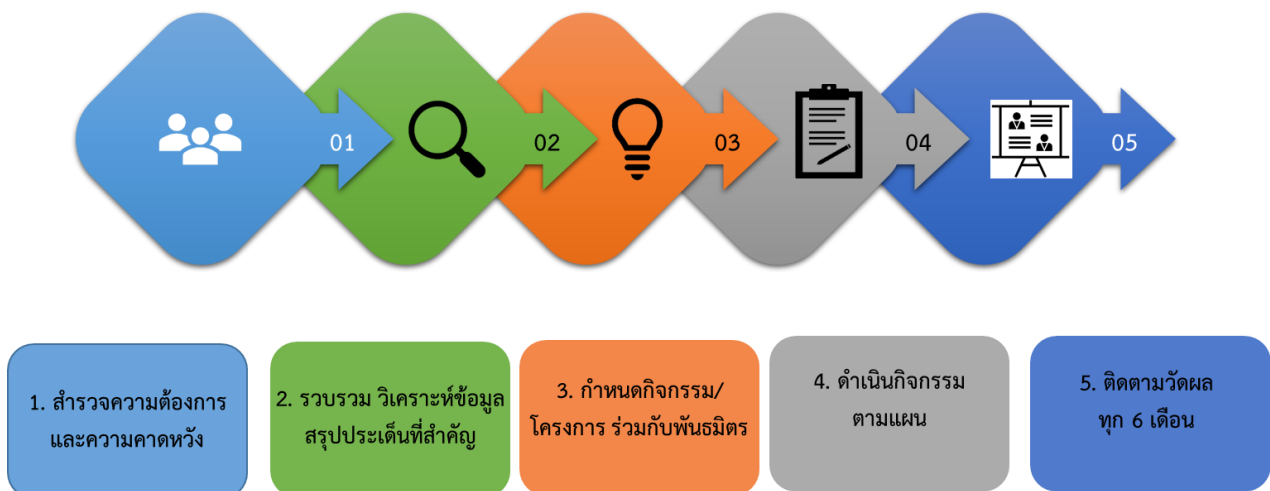 01
02
03
04
05
1. สำรวจความต้องการ
และความคาดหวัง
2. รวบรวม วิเคราะห์ข้อมูล
สรุปประเด็นที่สำคัญ
3. กำหนดกิจกรรม/
โครงการ ร่วมกับพันธมิตร
4. ดำเนินกิจกรรม
ตามแผน
5. ติดตามวัดผล
ทุก 6 เดือน